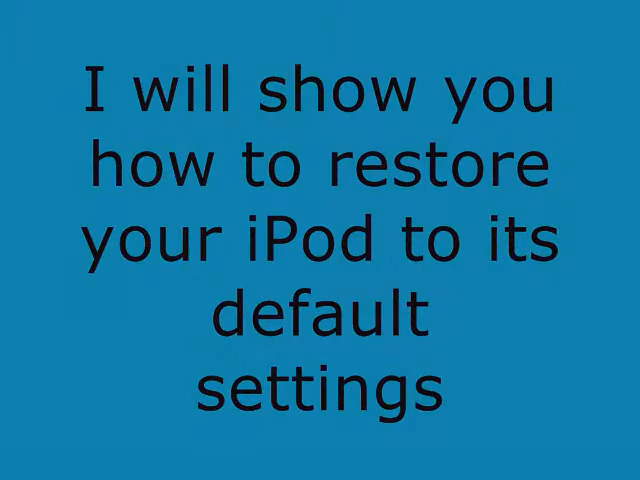 I will show you
how to restore
your iPod to its
default
settings